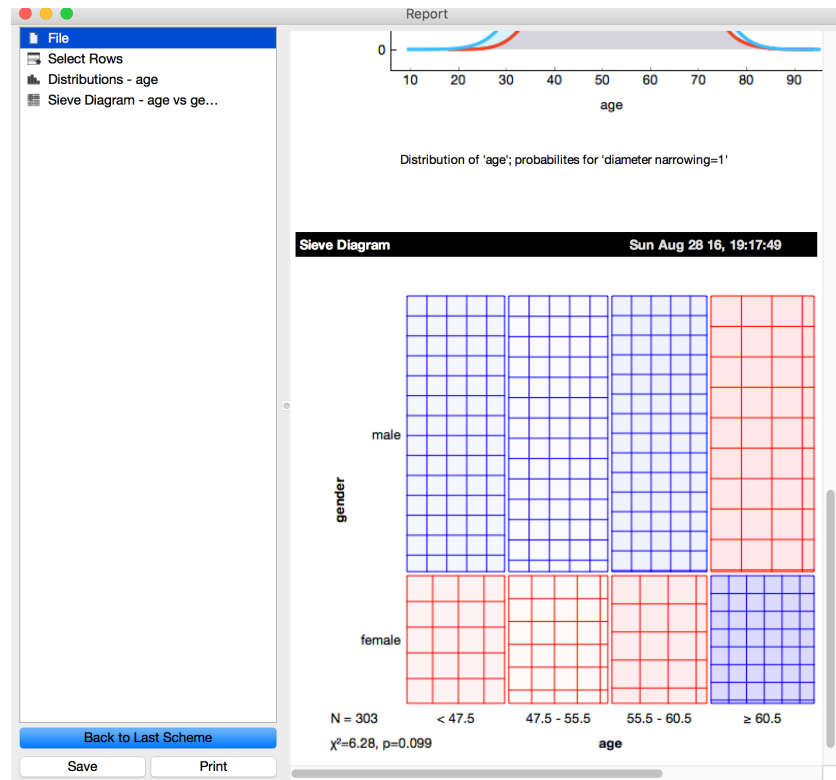 Report
File
Select Rows
Distributions - age
Sieve Diagram - age vs ge...
0
10 20 30 40 50 60 70 80 90
age
Distribution of 'age'; probabilites for 'diameter narrowing=1'
Sieve Diagram Sun Aug 28 16, 19:17:49
male
gender
female
N = 303 < 47.5 47.5 - 55.5 55.5 - 60.5 ≥ 60.5
χ²=6.28, p=0.099 age
Back to Last Scheme
Save Print